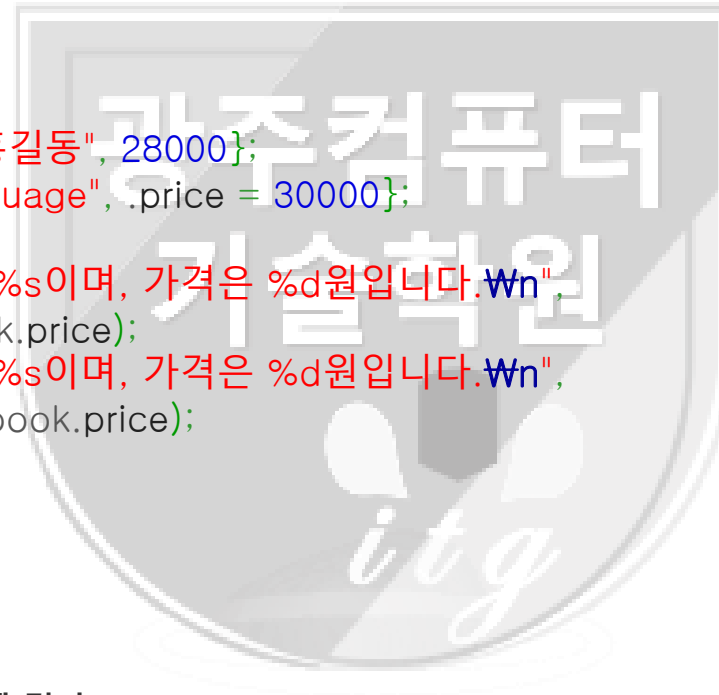 길동", 28000};
uage", .price = 30000};
%s이며, 가격은 %d원입니다.₩n",
k.price);
%s이며, 가격은 %d원입니다.₩n",
book.price);
광주컴퓨터
기술학원
itg